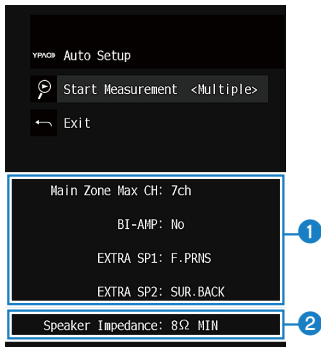 YPAO Auto Setup
Start Measurement <Multiple>
Exit
Main Zone Max CH: 7ch
BI-AMP: No
EXTRA SP1: F.PRNS
EXTRA SP2: SUR.BACK
1
Speaker Impedance: 8Ω MIN
2